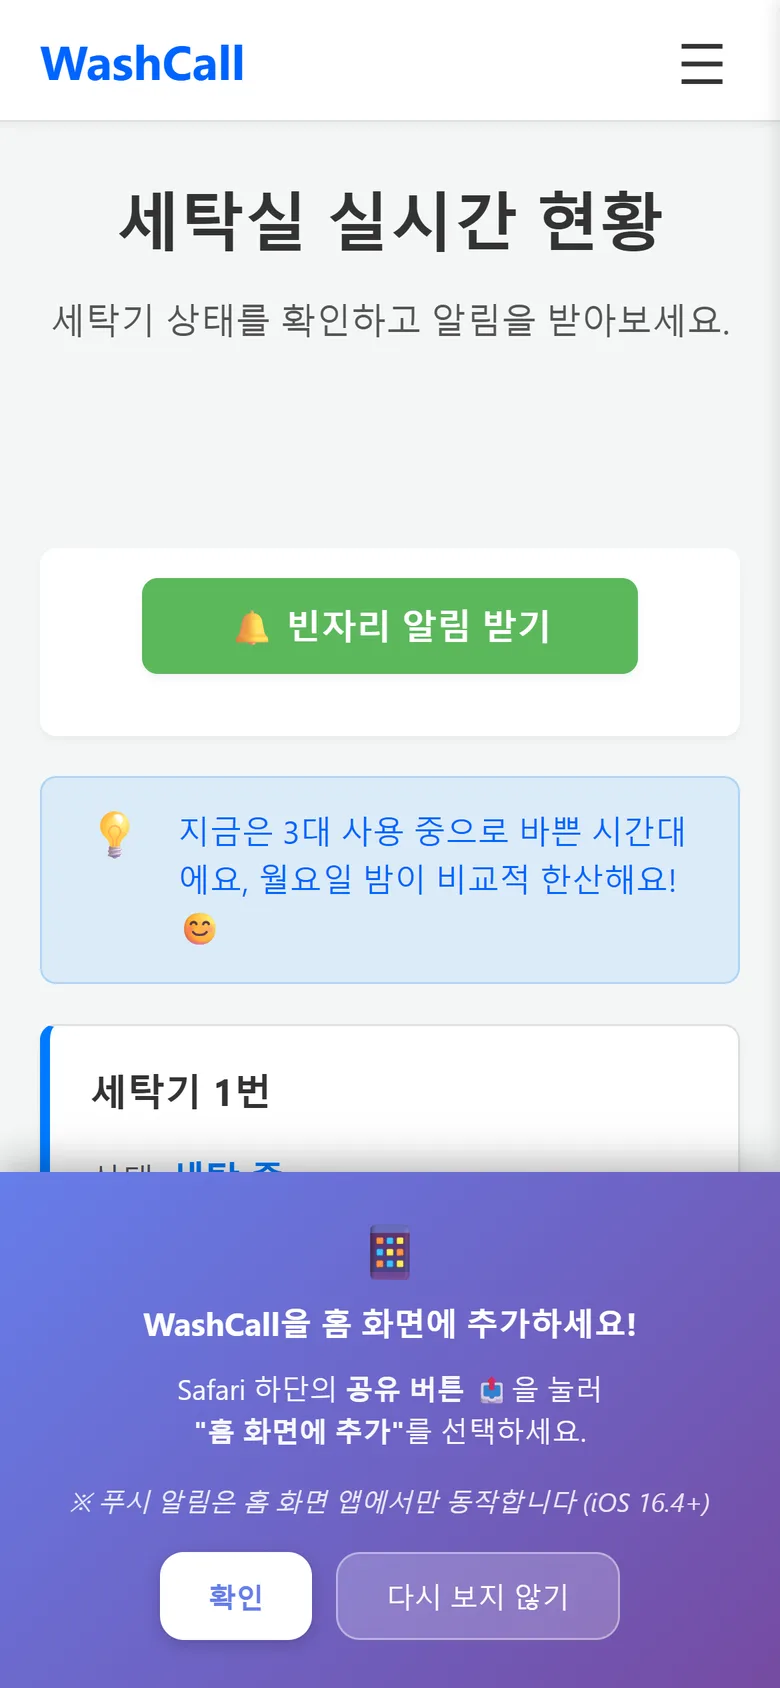 WashCall
세탁실 실시간 현황
세탁기 상태를 확인하고 알림을 받아보세요.
🔔 빈자리 알림 받기
💡 지금은 3대 사용 중으로 바쁜 시간대
에요, 월요일 밤이 비교적 한산해요!
😊
세탁기 1번
상태: 세탁 중
WashCall을 홈 화면에 추가하세요!
Safari 하단의 공유 버튼 📤을 눌러
"홈 화면에 추가"를 선택하세요.
※ 푸시 알림은 홈 화면 앱에서만 동작합니다 (iOS 16.4+)
확인
다시 보지 않기